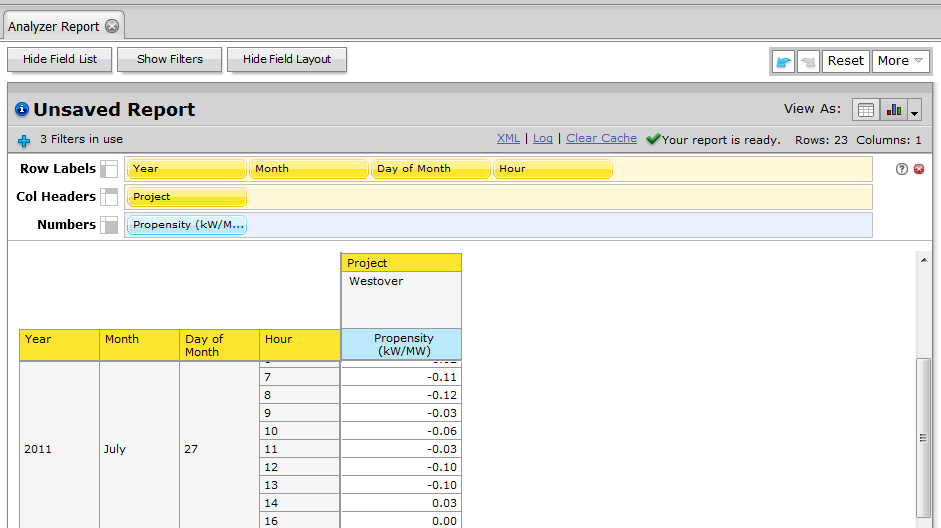 Analyzer Report
Hide Field List Show Filters Hide Field Layout Reset More
Unsaved Report View As:
3 Filters in use XML | Log | Clear Cache Your report is ready. Rows: 23 Columns: 1
Row Labels Year Month Day of Month Hour
Col Headers Project
Numbers Propensity (kW/M...
Project
Westover
Year Month Day of Month Hour Propensity (kW/MW)
7 -0.11
8 -0.12
9 -0.03
10 -0.06
2011 July 27 11 -0.03
12 -0.10
13 -0.10
14 0.03
16 0.00